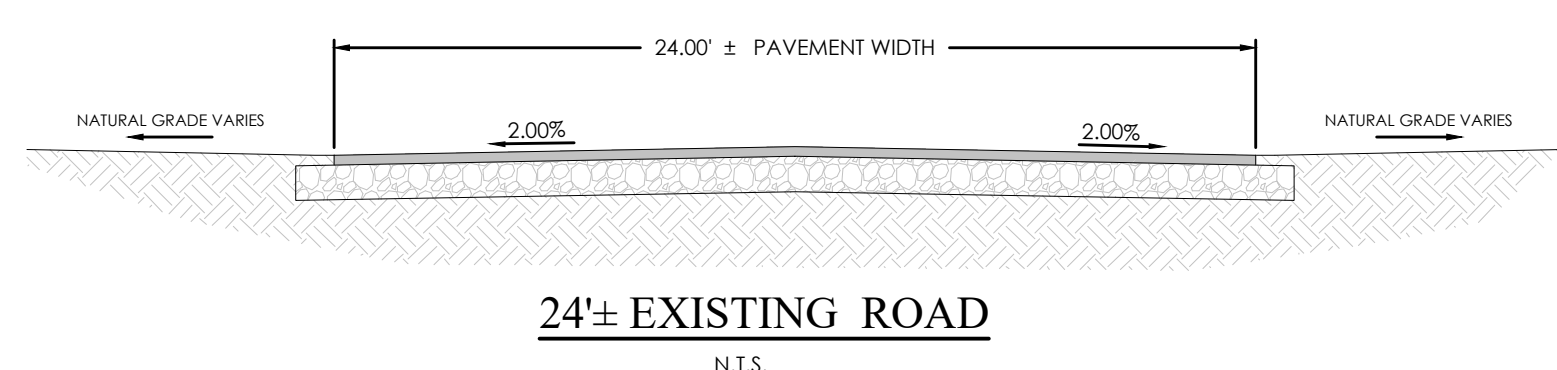 24.00' ± PAVEMENT WIDTH
NATURAL GRADE VARIES
2.00%
2.00%
NATURAL GRADE VARIES
24'± EXISTING ROAD
N.T.S.